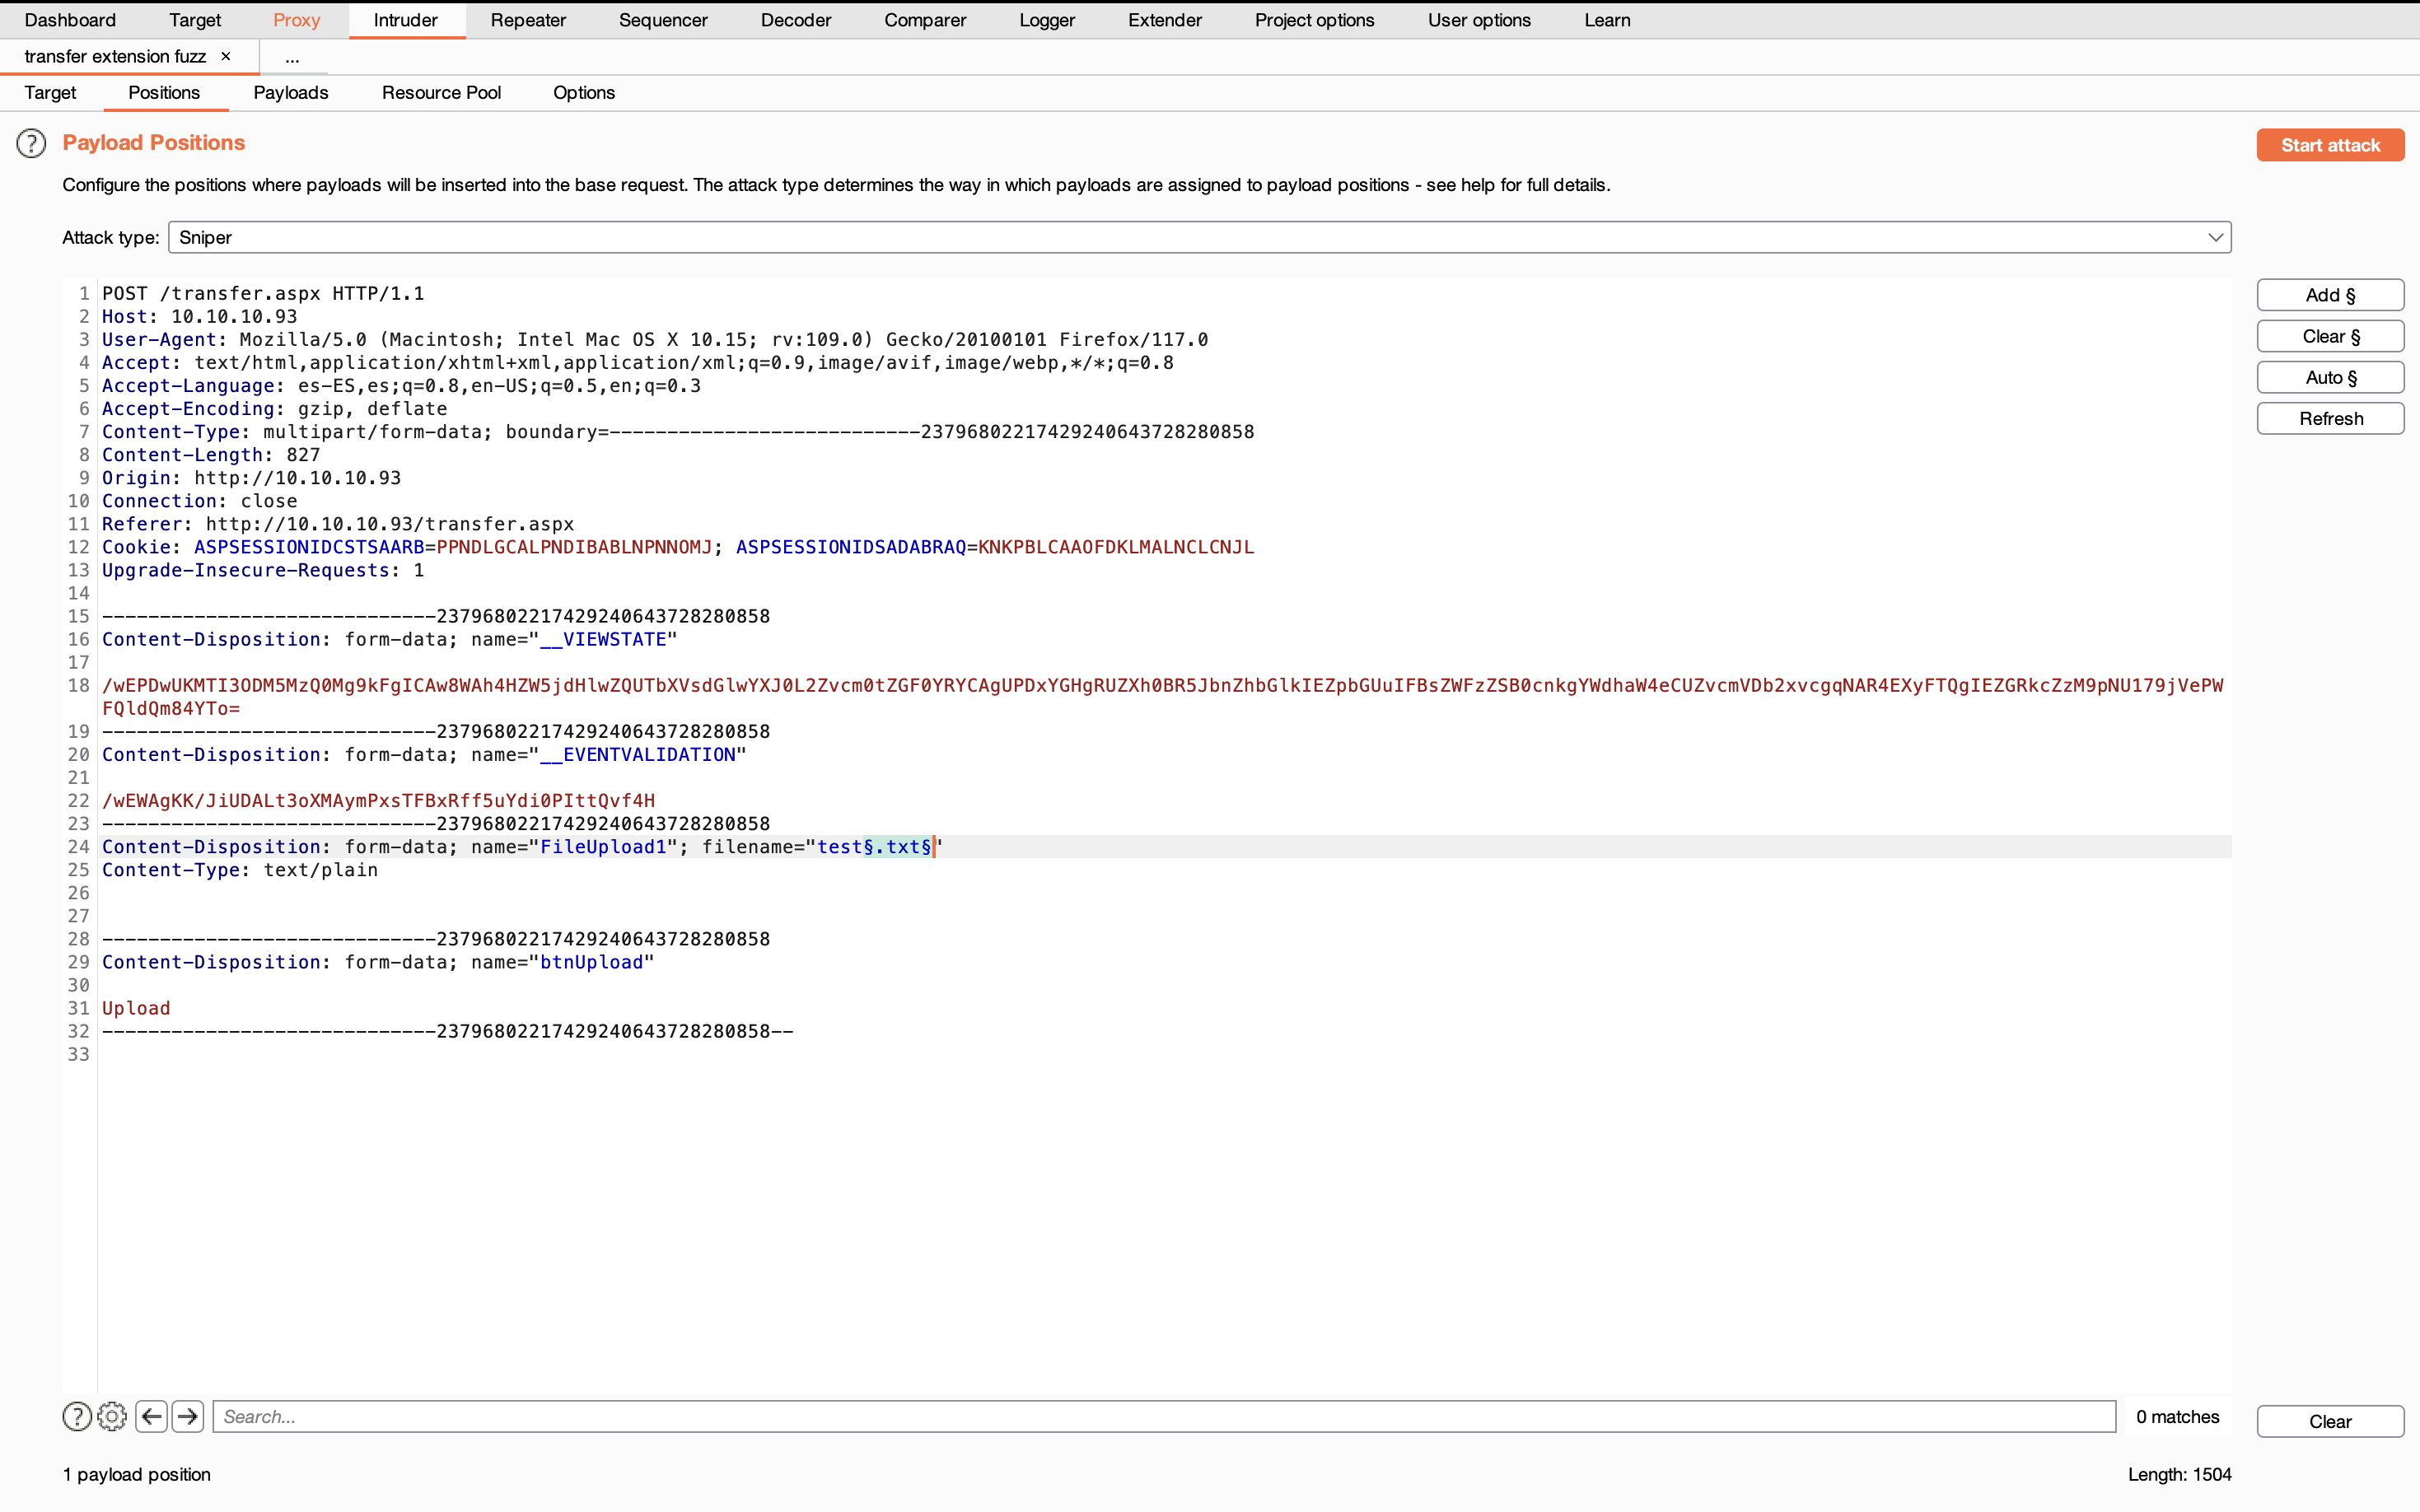 Dashboard Target Proxy Intruder Repeater Sequencer Decoder Comparer Logger Extender Project options User options Learn
transfer extension fuzz × ...
Target Positions Payloads Resource Pool Options
? Payload Positions Start attack
Configure the positions where payloads will be inserted into the base request. The attack type determines the way in which payloads are assigned to payload positions - see help for full details.
Attack type: Sniper
Add §
Clear §
Auto §
Refresh
1 POST /transfer.aspx HTTP/1.1
2 Host: 10.10.10.93
3 User-Agent: Mozilla/5.0 (Macintosh; Intel Mac OS X 10.15; rv:109.0) Gecko/20100101 Firefox/117.0
4 Accept: text/html,application/xhtml+xml,application/xml;q=0.9,image/avif,image/webp,*/*;q=0.8
5 Accept-Language: es-ES,es;q=0.8,en-US;q=0.5,en;q=0.3
6 Accept-Encoding: gzip, deflate
7 Content-Type: multipart/form-data; boundary=---------------------------23796802217429240643728280858
8 Content-Length: 827
9 Origin: http://10.10.10.93
10 Connection: close
11 Referer: http://10.10.10.93/transfer.aspx
12 Cookie: ASPSESSIONIDCSTSAARB=PPNDLGCALPNDIBABLNPNNOMJ; ASPSESSIONIDSADABRAQ=KNKPBLCAAOFDKLMALNCLCNJL
13 Upgrade-Insecure-Requests: 1
14
15 -----------------------------23796802217429240643728280858
16 Content-Disposition: form-data; name="__VIEWSTATE"
17
18 /wEPDwUKMTI3ODM5MzQ0Mg9kFgICAw8WAh4HZW5jdHlwZQUTbXVsdGlwYXJ0L2Zvcm0tZGF0YRYCAgUPDxYGHgRUZXh0BR5JbnZhbGlkIEZpbGUuIFBsZWFzZSB0cnkgYWdhaW4eCUZvcmVDb2xvcgqNAR4EXyFTQgIEZGRkcZzM9pNU179jVePW
FQldQm84YTo=
19 -----------------------------23796802217429240643728280858
20 Content-Disposition: form-data; name="__EVENTVALIDATION"
21
22 /wEWAgKK/JiUDALt3oXMAymPxsTFBxRff5uYdi0PIttQvf4H
23 -----------------------------23796802217429240643728280858
24 Content-Disposition: form-data; name="FileUpload1"; filename="test§.txt§"
25 Content-Type: text/plain
26
27
28 -----------------------------23796802217429240643728280858
29 Content-Disposition: form-data; name="btnUpload"
30
31 Upload
32 -----------------------------23796802217429240643728280858--
33
? Search... 0 matches Clear
1 payload position Length: 1504